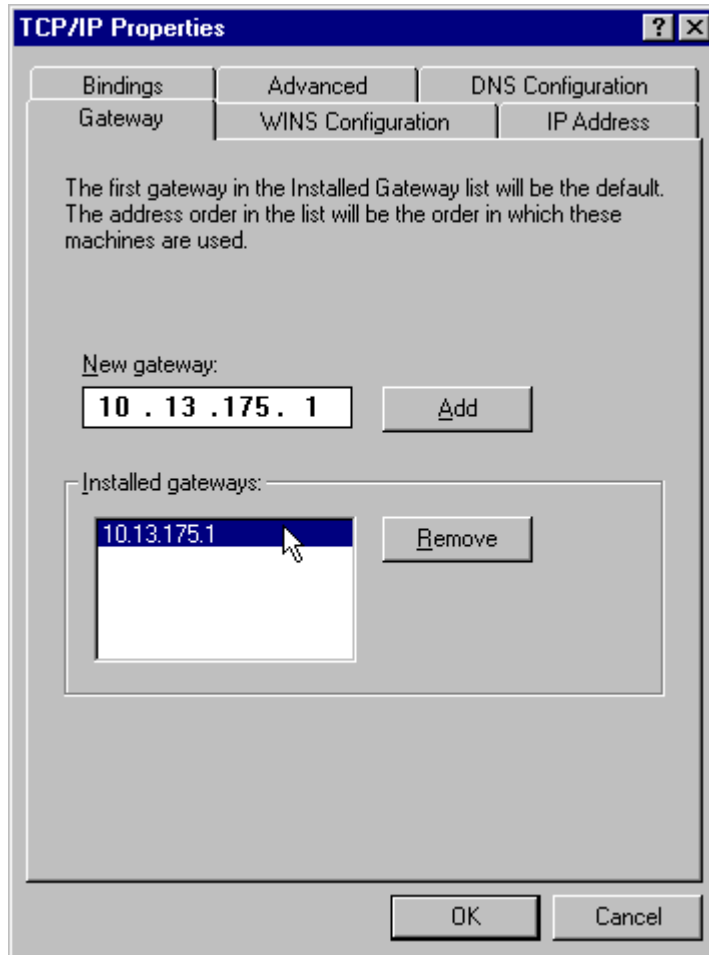 TCP/IP Properties
Bindings Advanced DNS Configuration
Gateway WINS Configuration IP Address
The first gateway in the Installed Gateway list will be the default.
The address order in the list will be the order in which these
machines are used.
New gateway:
10 . 13 .175. 1 Add
Installed gateways:
10.13.175.1 Remove
OK Cancel